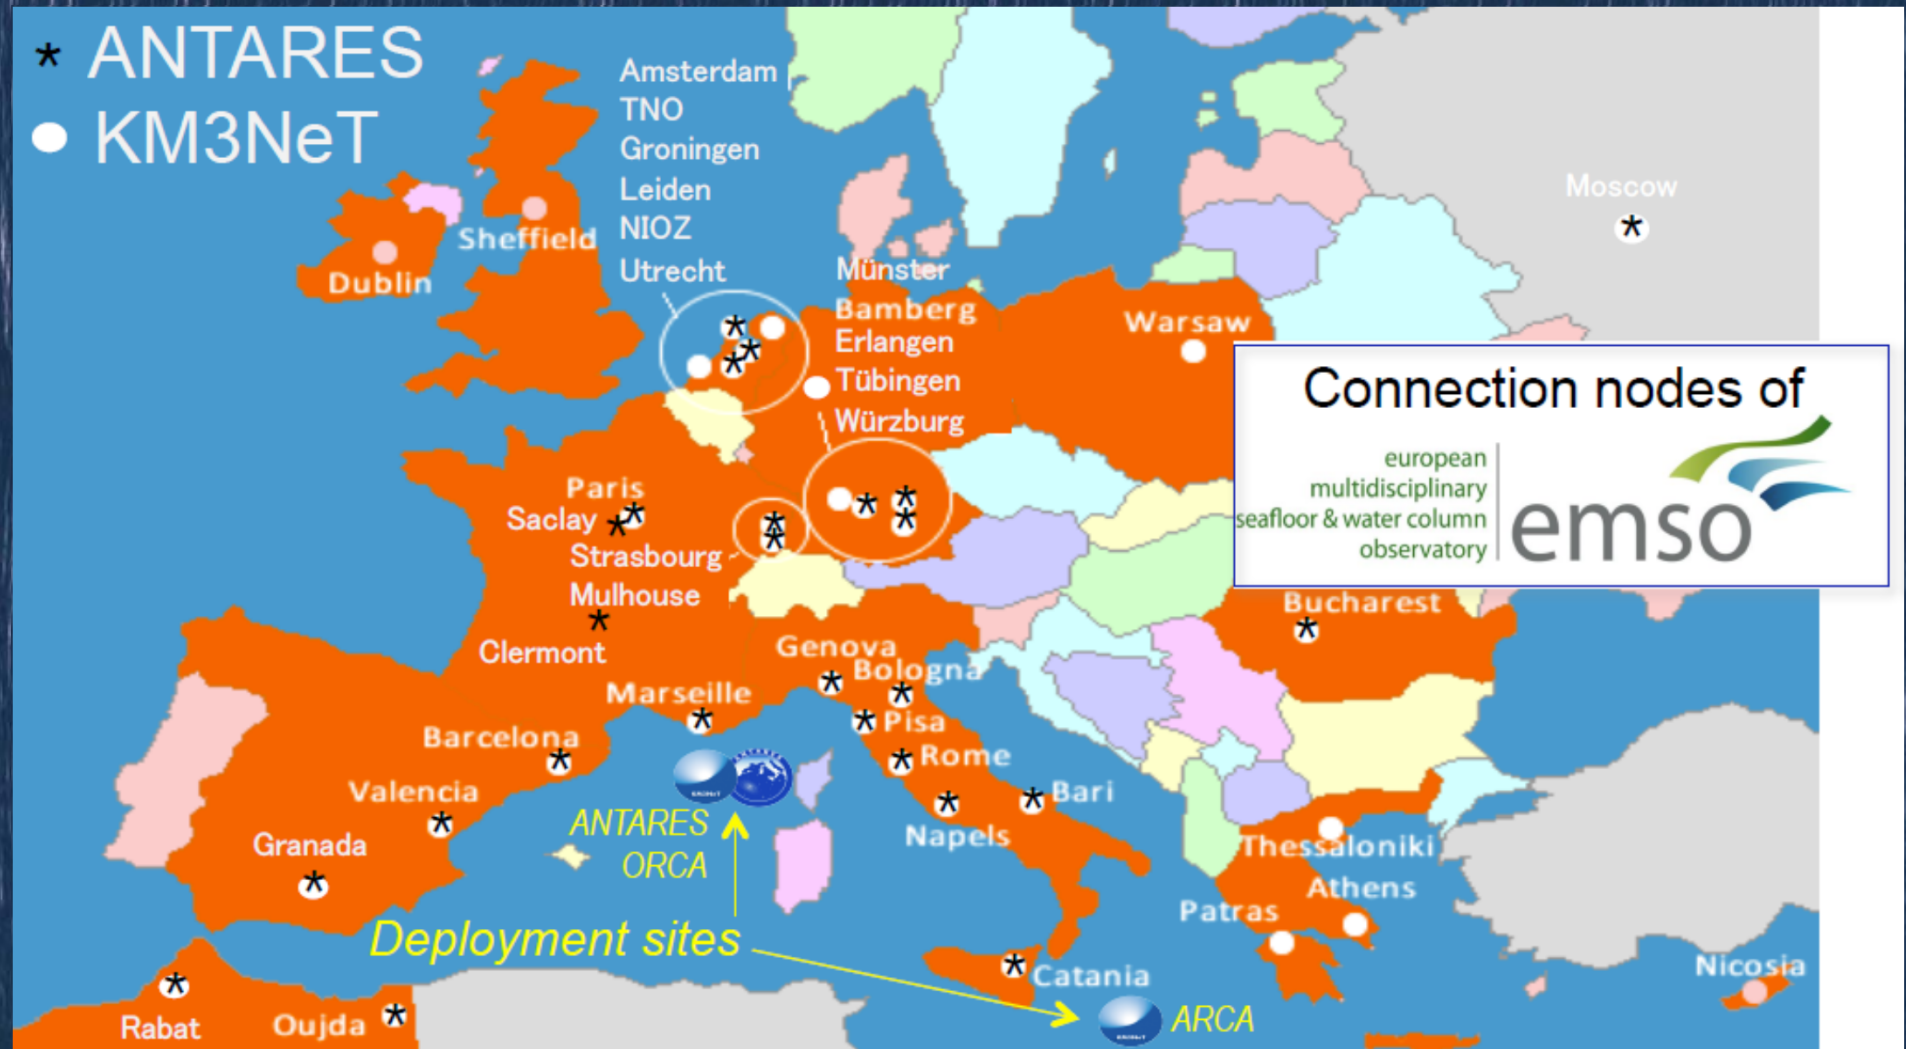 * ANTARES
KM3NeT
Amsterdam
TNO
Groningen
Leiden
NIOZ
Utrecht
Moscow
Sheffield
Dublin
Münster
Bamberg
Erlangen
Tübingen
Würzburg
Warsaw
Connection nodes of
european
multidisciplinary
seafloor & water column
observatory
emso
Paris
Saclay
Strasbourg
Mulhouse
Clermont
Bucharest
Genova
Bologna
Marseille
Pisa
Barcelona
Rome
Valencia
Bari
ANTARES
ORCA
Napels
Granada
Thessaloniki
Athens
Patras
Deployment sites
Catania
Nicosia
ARCA
Rabat
Oujda